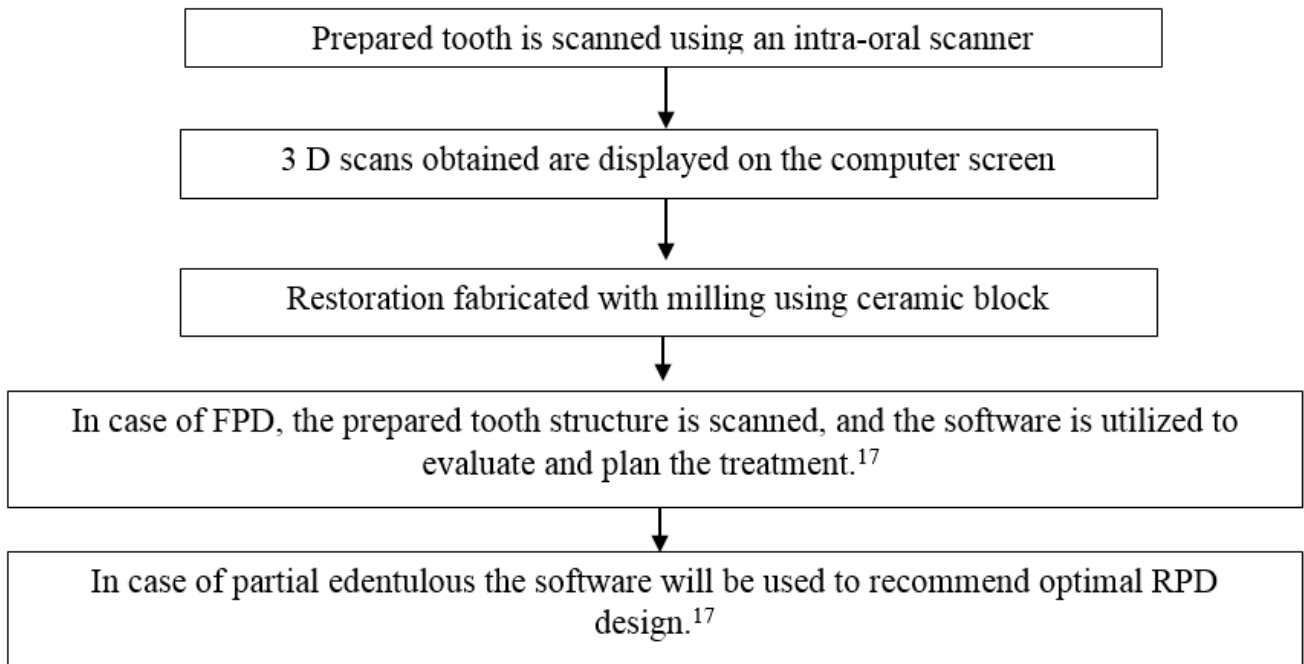 Prepared tooth is scanned using an intra-oral scanner
3 D scans obtained are displayed on the computer screen
Restoration fabricated with milling using ceramic block
In case of FPD, the prepared tooth structure is scanned, and the software is utilized to
evaluate and plan the treatment.¹⁷
In case of partial edentulous the software will be used to recommend optimal RPD
design.¹⁷